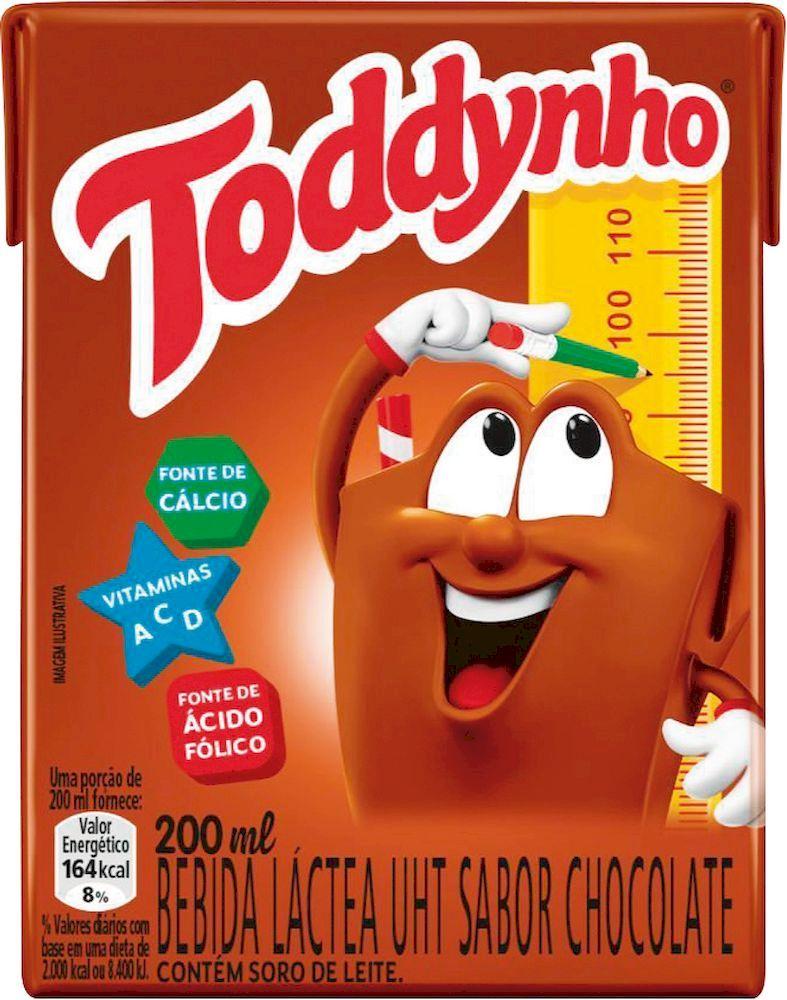 Toddynho®
110
100
FONTE DE
CÁLCIO
VITAMINAS
A C D
FONTE DE
ÁCIDO
FÓLICO
IMAGEM ILUSTRATIVA
Uma porção de
200 ml fornece:
Valor
Energético
164 kcal
8%
% Valores diários com
base em uma dieta de
2.000 kcal ou 8.400 kJ.
200 ml
BEBIDA LÁCTEA UHT SABOR CHOCOLATE
CONTÉM SORO DE LEITE.